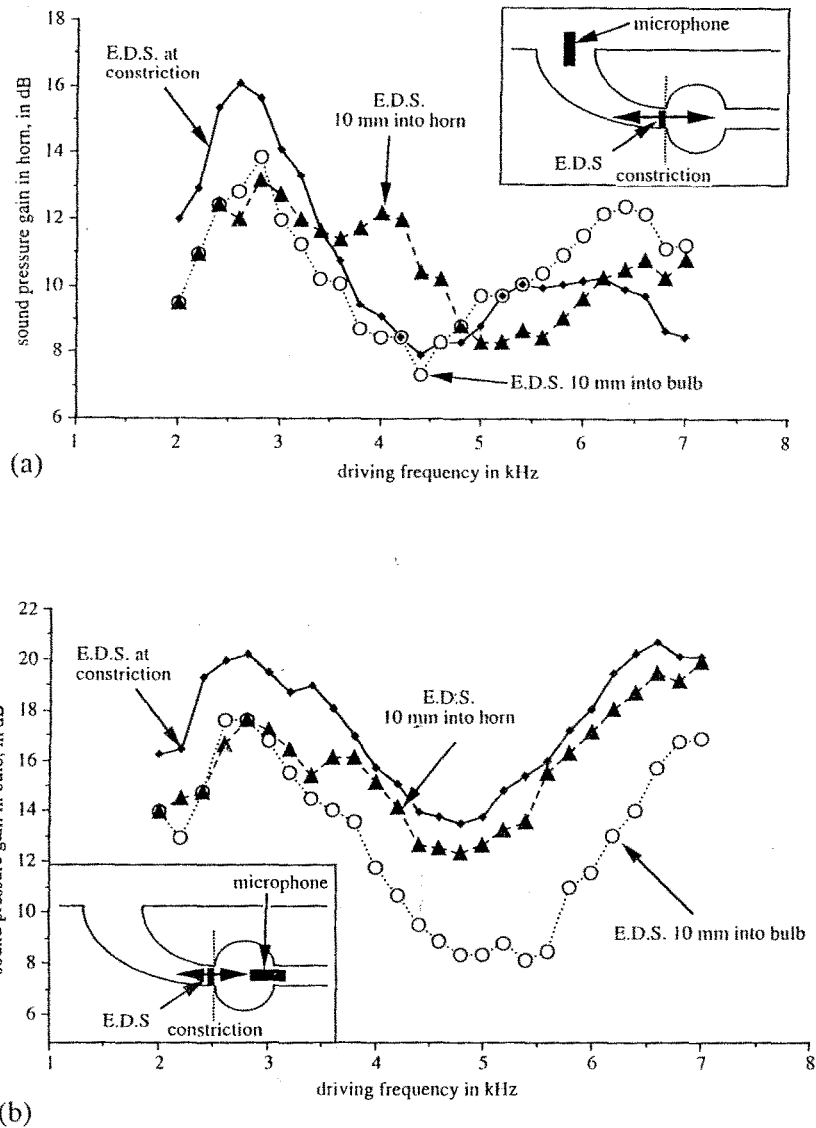 18
16
14
12
10
8
6
sound pressure gain in horn, in dB
E.D.S. at
constriction
E.D.S.
10 mm into horn
microphone
E.D.S
constriction
E.D.S. 10 mm into bulb
1
2
3
4
5
6
7
8
driving frequency in kHz
(a)
22
20
18
16
14
12
10
8
6
E.D.S. at
constriction
E.D.S.
10 mm into horn
microphone
E.D.S
constriction
E.D.S. 10 mm into bulb
1
2
3
4
5
6
7
8
driving frequency in kHz
(b)